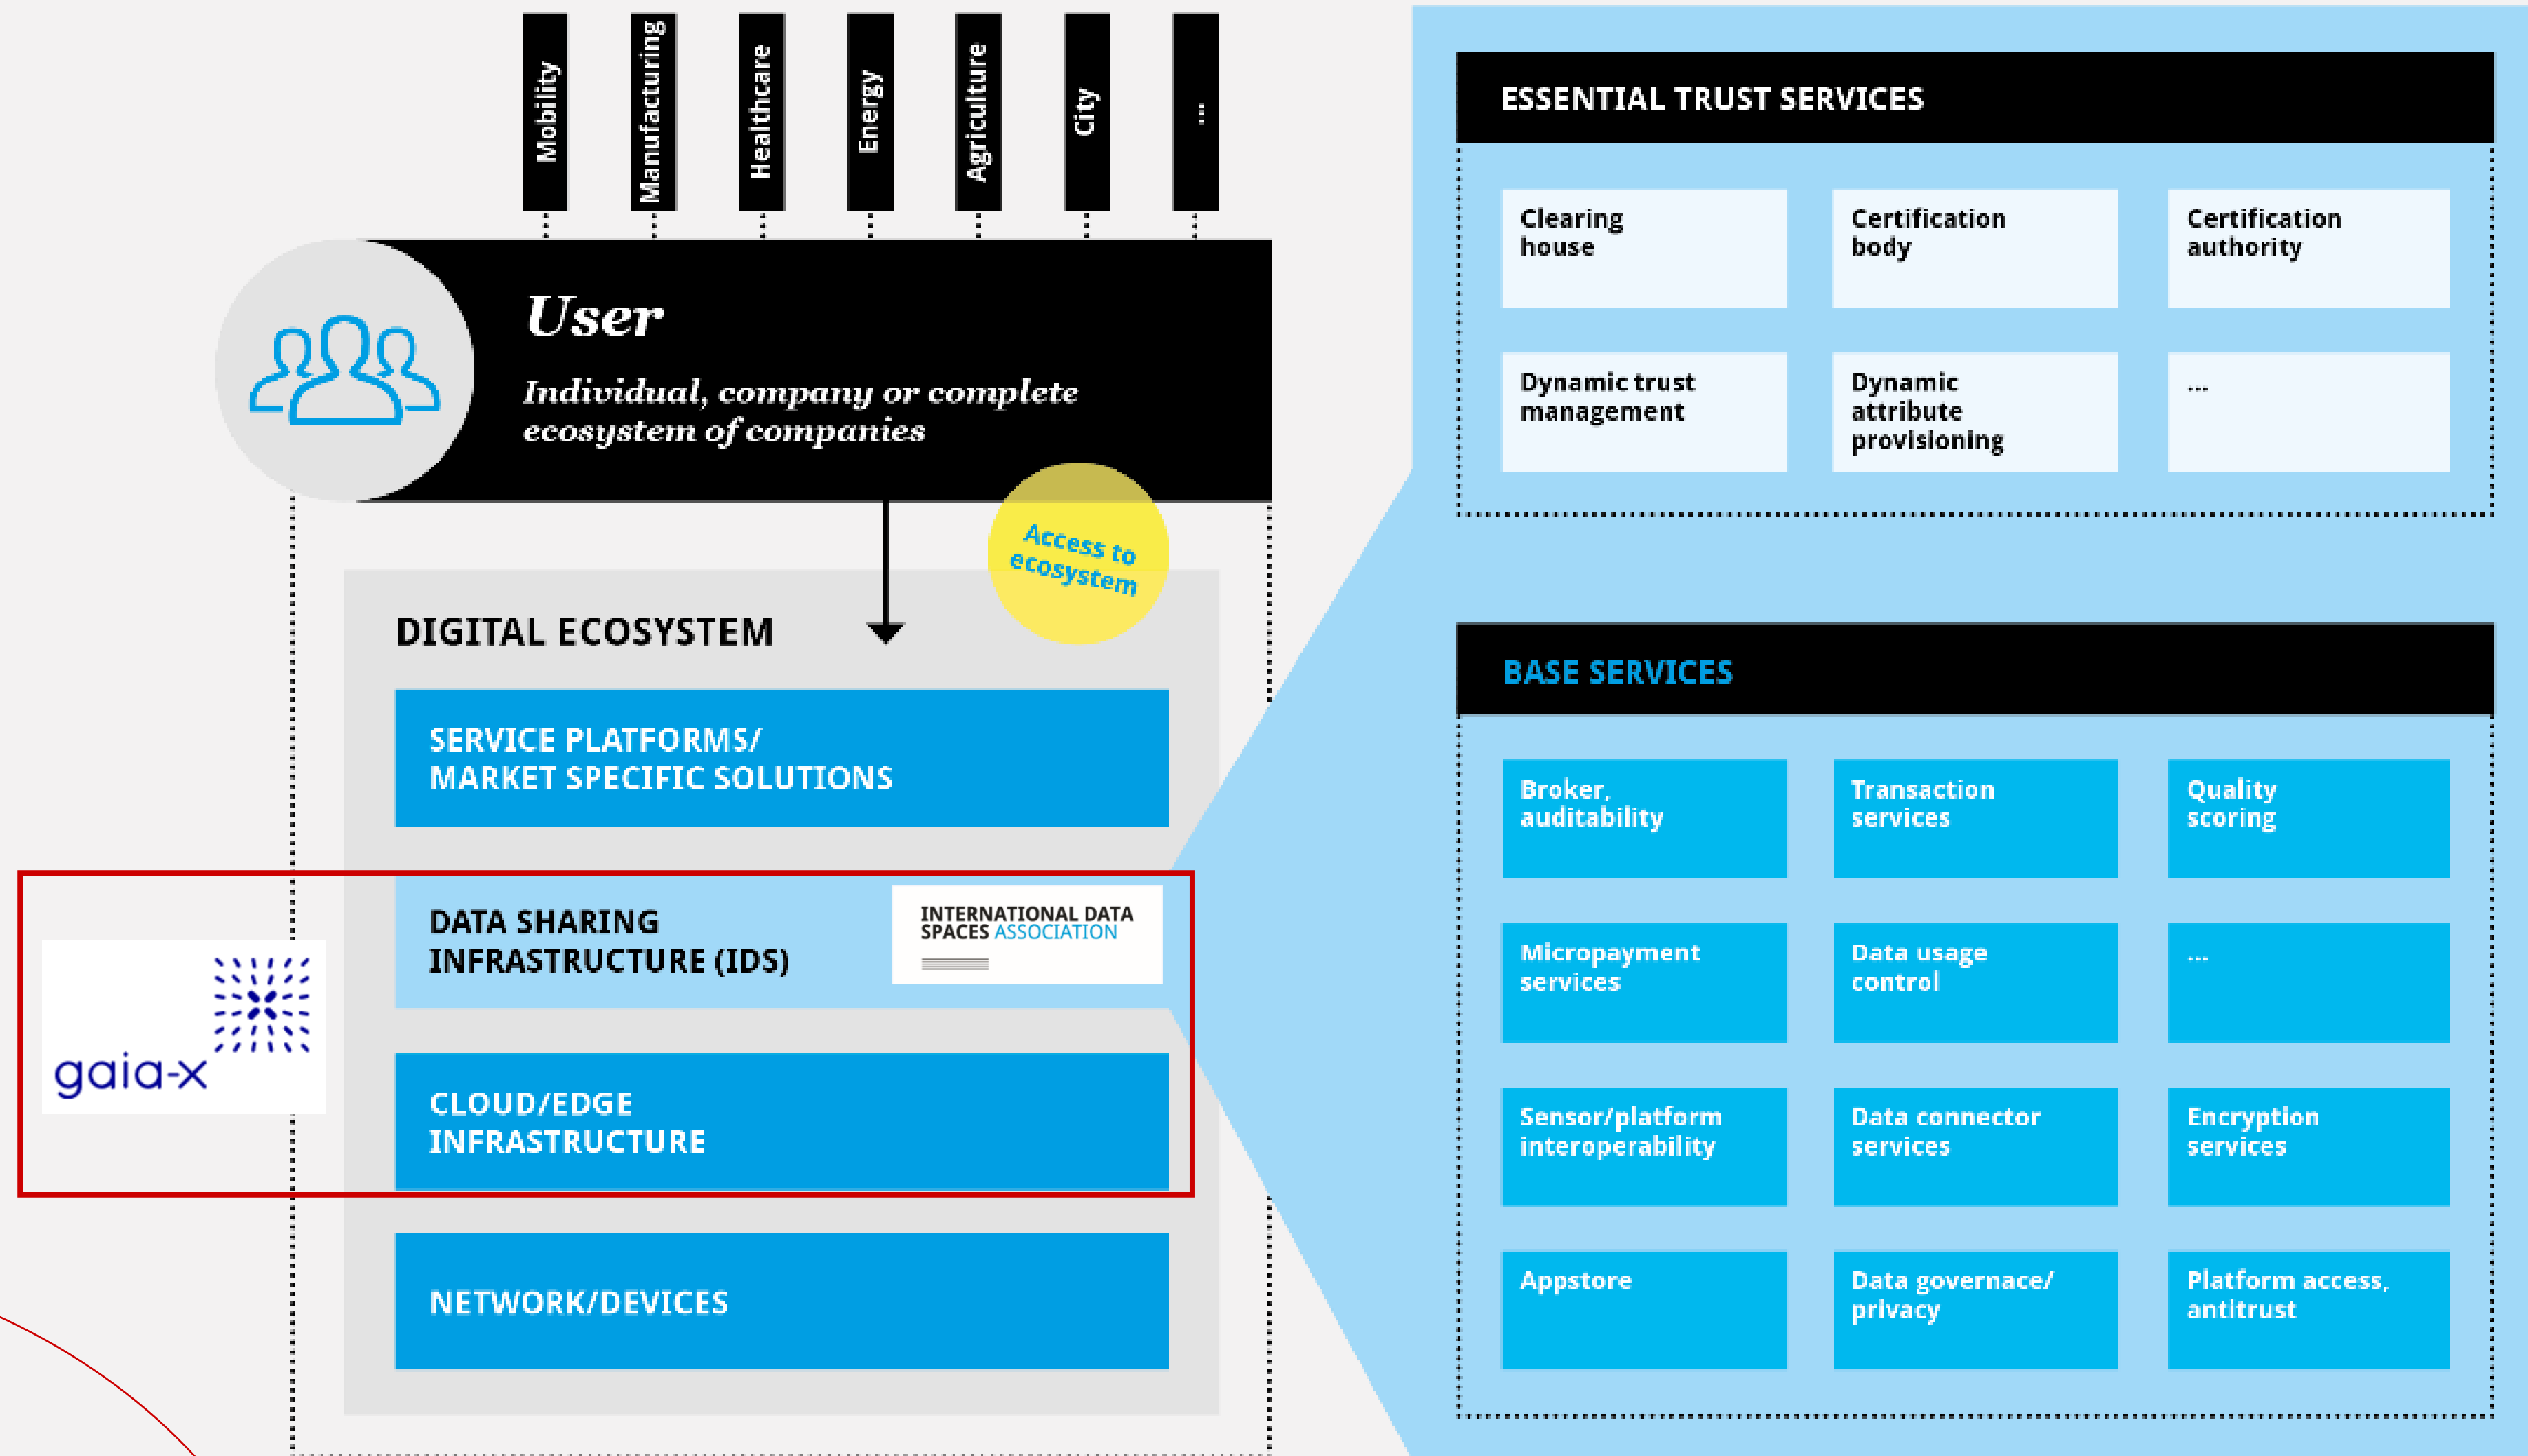 Mobility
Manufacturing
Healthcare
Energy
Agriculture
City
...
User
Individual, company or complete
ecosystem of companies
Access to
ecosystem
DIGITAL ECOSYSTEM
SERVICE PLATFORMS/
MARKET SPECIFIC SOLUTIONS
DATA SHARING
INFRASTRUCTURE (IDS)
INTERNATIONAL DATA
SPACES ASSOCIATION
gaia-x
CLOUD/EDGE
INFRASTRUCTURE
NETWORK/DEVICES
ESSENTIAL TRUST SERVICES
Clearing
house
Certification
body
Certification
authority
Dynamic trust
management
Dynamic
attribute
provisioning
...
BASE SERVICES
Broker,
auditability
Transaction
services
Quality
scoring
Micropayment
services
Data usage
control
...
Sensor/platform
interoperability
Data connector
services
Encryption
services
Appstore
Data governace/
privacy
Platform access,
antitrust